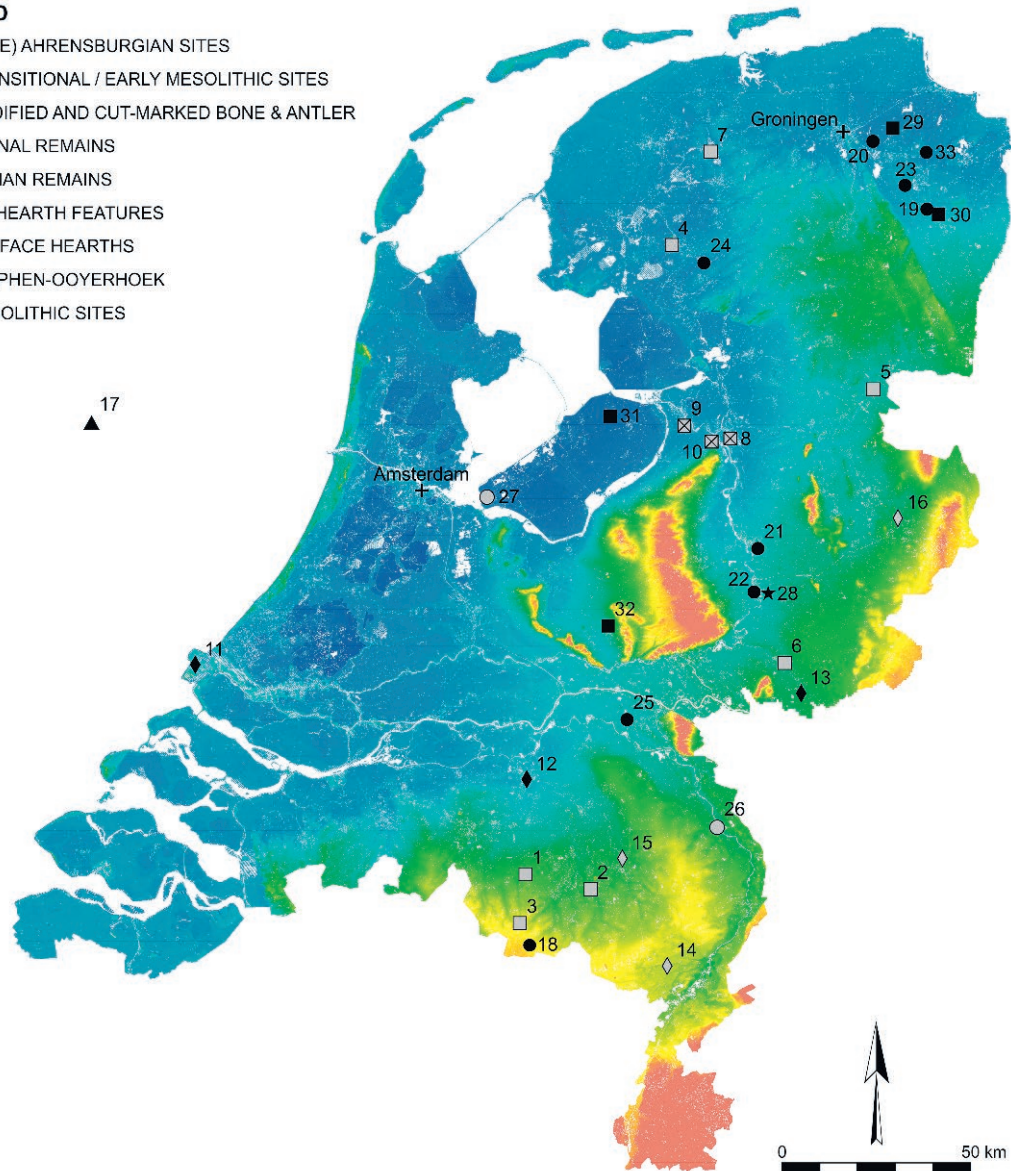 D
E) AHRENSBURGIAN SITES
NSITIONAL / EARLY MESOLITHIC SITES
DIFIED AND CUT-MARKED BONE & ANTLER
NAL REMAINS
MAN REMAINS
HEARTH FEATURES
FACE HEARTHS
PHEN-OOYERHOEK
OLITHIC SITES
Groningen
29
7
20
33
23
19
30
4
24
5
17
31
9
10
8
Amsterdam
27
16
21
22
28
32
11
6
13
25
12
26
15
1
2
3
18
14
0 50 km